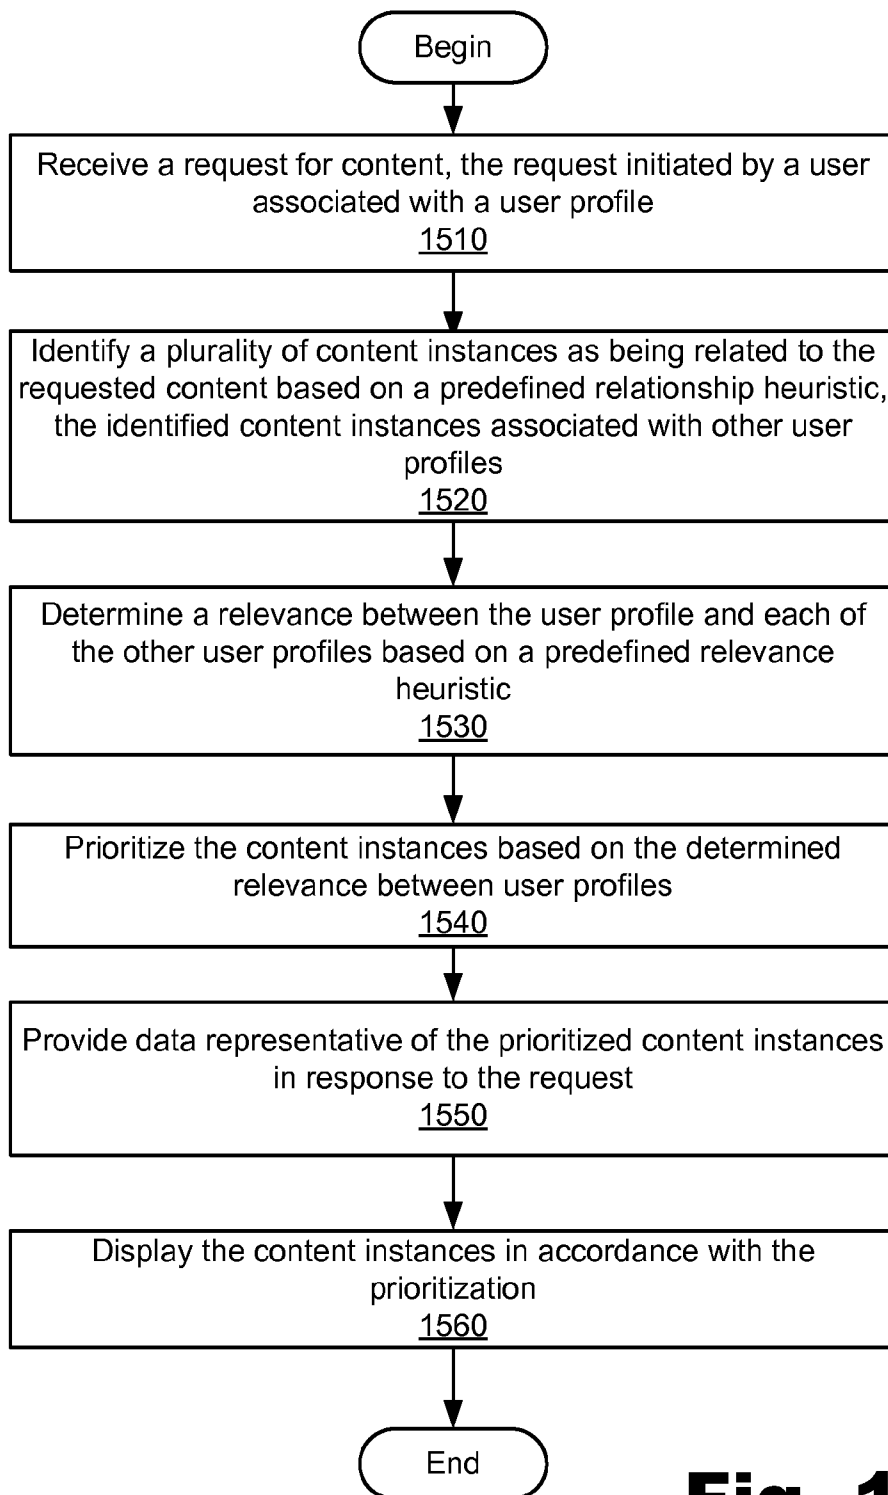 Begin
Receive a request for content, the request initiated by a user
associated with a user profile
1510
Identify a plurality of content instances as being related to the
requested content based on a predefined relationship heuristic,
the identified content instances associated with other user
profiles
1520
Determine a relevance between the user profile and each of
the other user profiles based on a predefined relevance
heuristic
1530
Prioritize the content instances based on the determined
relevance between user profiles
1540
Provide data representative of the prioritized content instances
in response to the request
1550
Display the content instances in accordance with the
prioritization
1560
End